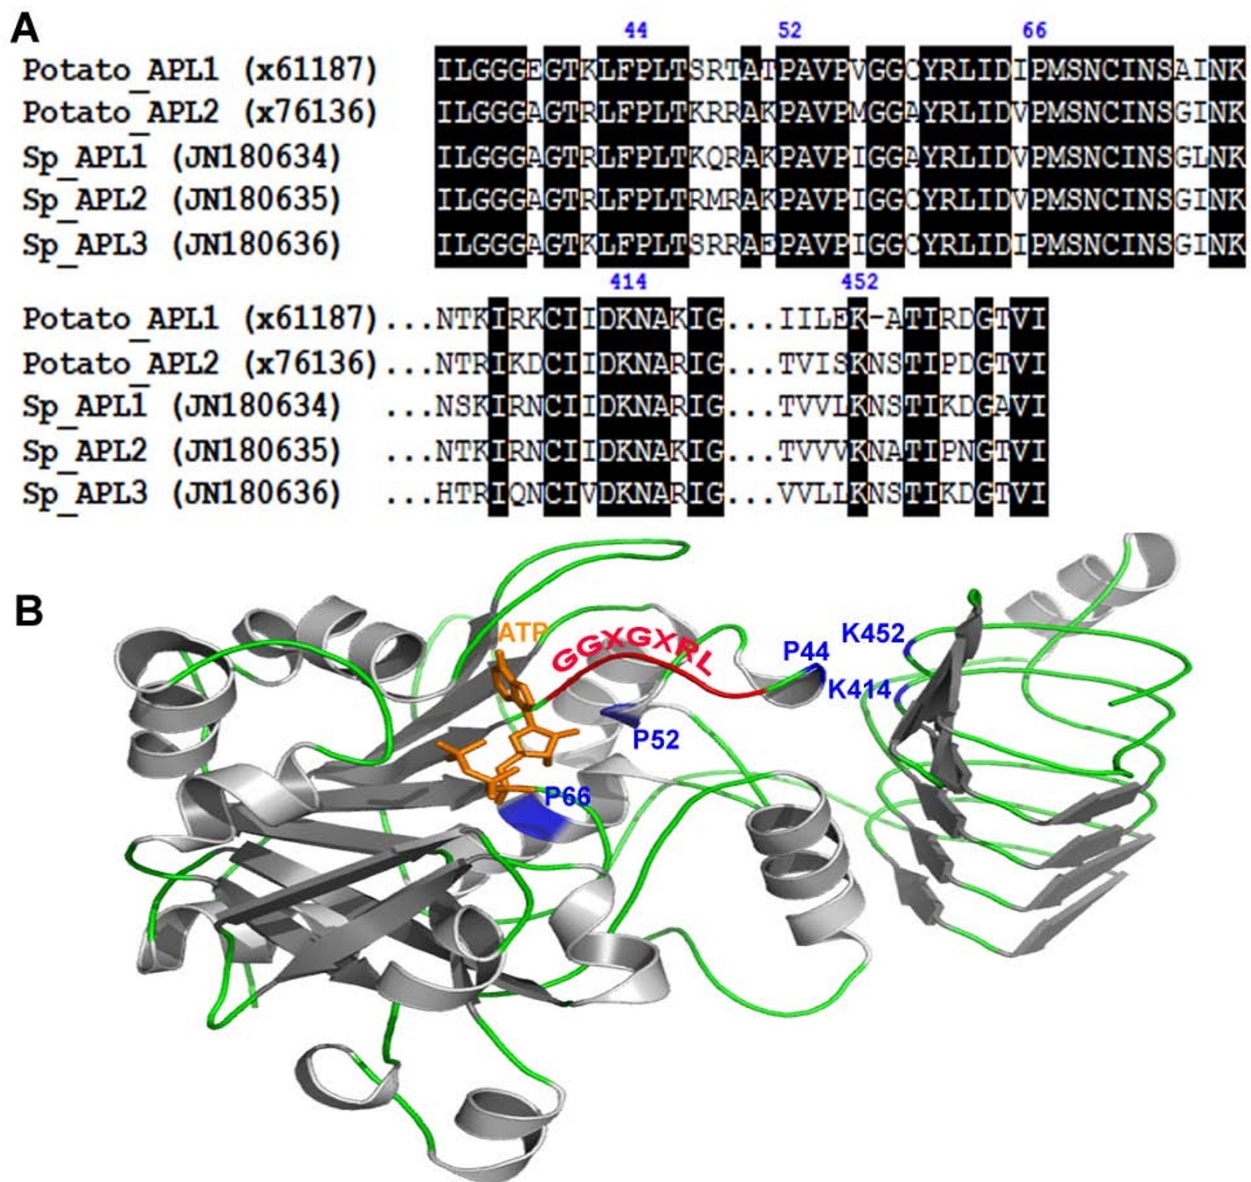 A
44 52 66
Potato_APL1 (x61187) ILGGGEGTKLFPLTSRTATPAVPVGGCYRLIDIPMSNCINSAINK
Potato_APL2 (x76136) ILGGGAGTRLFPLTKRRAKPAVPMGGAYRLIDVPMSNCINSGINK
Sp_APL1 (JN180634) ILGGGAGTRLFPLTKQRAKPAVPIGGAYRLIDVPMSNCINSGLNK
Sp_APL2 (JN180635) ILGGGAGTRLFPLTRMRAKPAVPIGGCYRLIDVPMSNCINSGINK
Sp_APL3 (JN180636) ILGGGAGTKLFPLTSRRAEPAVPIGGCYRLIDIPMSNCINSGINK
414 452
Potato_APL1 (x61187)...NTKIRKCIIDKNAKIG...IILEK-ATIRDGTVI
Potato_APL2 (x76136)...NTRIKDCIIDKNARIG...TVISKNSTIPDGTVI
Sp_APL1 (JN180634) ...NSKIRNCIIDKNARIG...TVVLKNSTIKDGAVI
Sp_APL2 (JN180635) ...NTKIRNCIIDKNAKIG...TVVVKNATIPNGTVI
Sp_APL3 (JN180636) ...HTRIQNCIVDKNARIG...VVLLKNSTIKDGTVI
B
ATP
GGXGXRL
K452
P44
K414
P52
P66